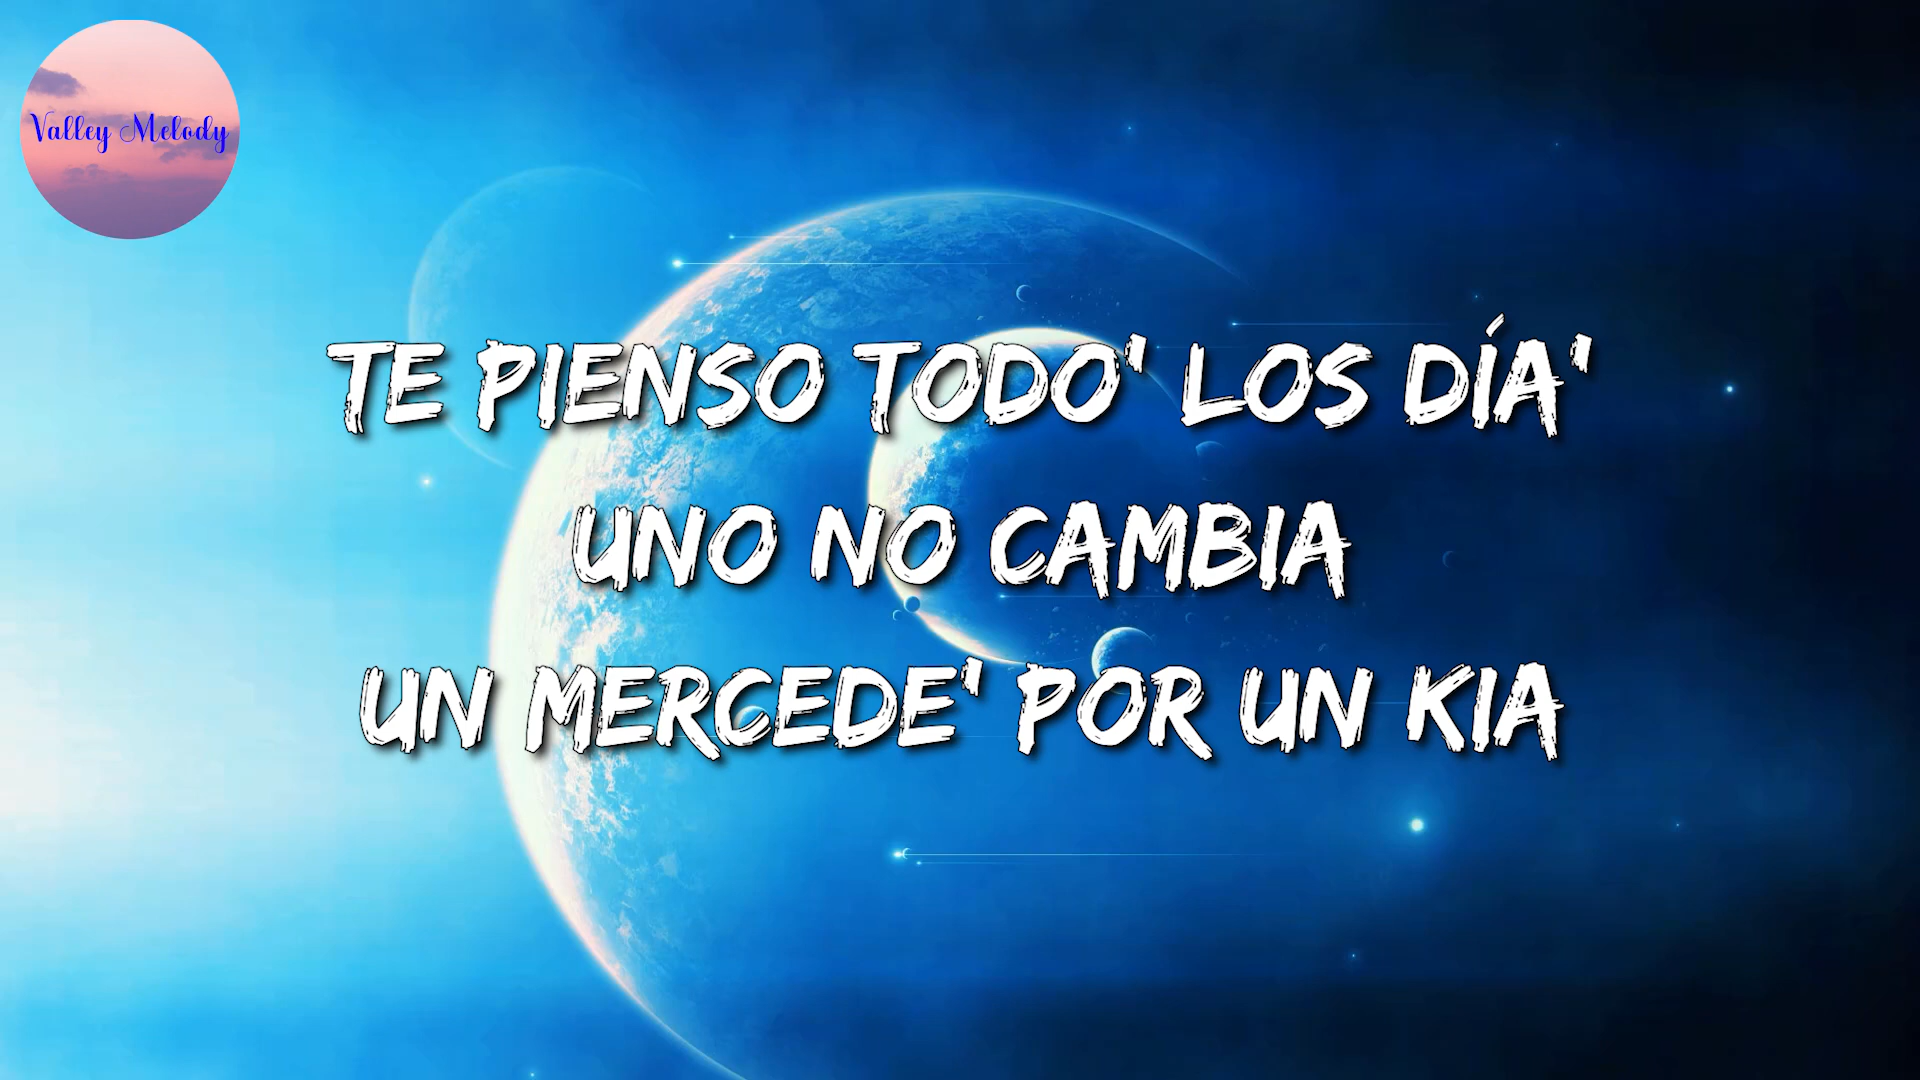 Valley Melody
TE PIENSO TODO' LOS DÍA'
UNO NO CAMBIA
UN MERCEDE' POR UN KIA